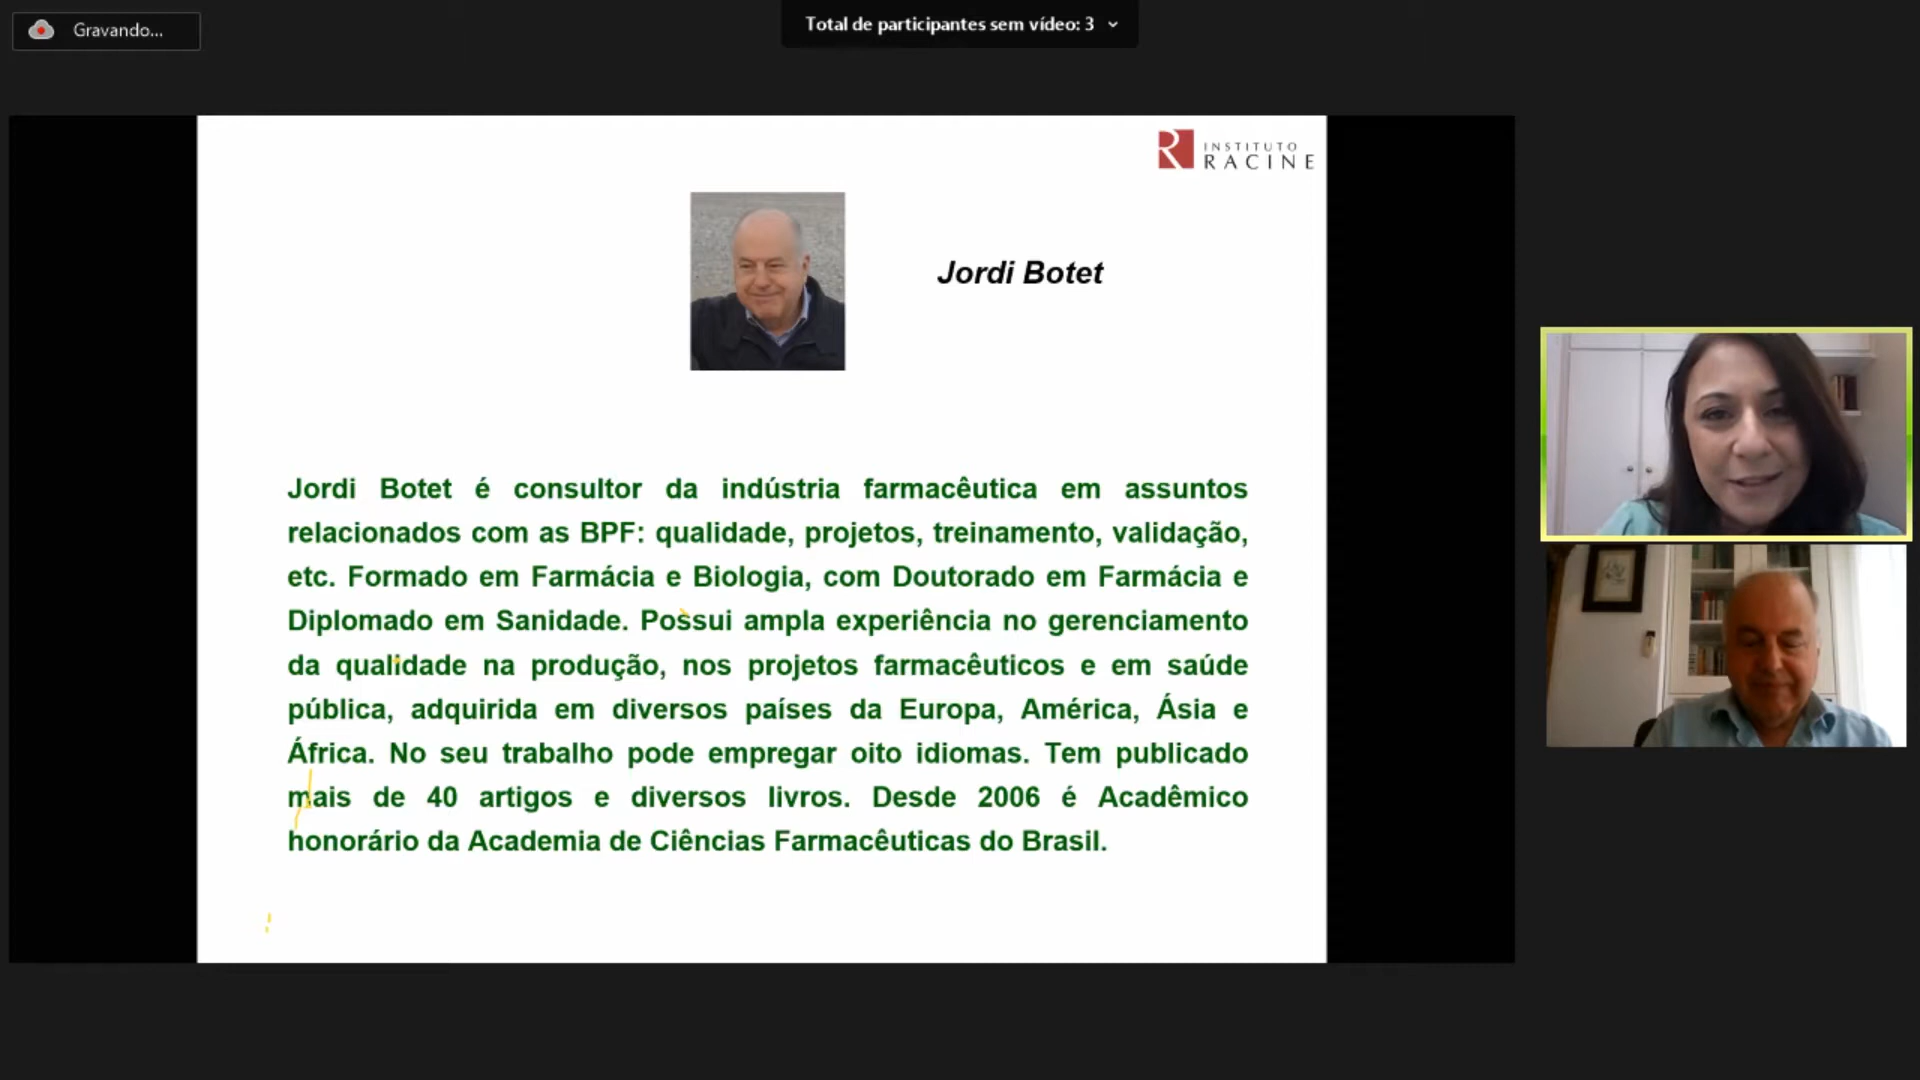 Gravando...
Total de participantes sem vídeo: 3
INSTITUTO
RACINE
Jordi Botet
Jordi Botet é consultor da indústria farmacêutica em assuntos
relacionados com as BPF: qualidade, projetos, treinamento, validação,
etc. Formado em Farmácia e Biologia, com Doutorado em Farmácia e
Diplomado em Sanidade. Possui ampla experiência no gerenciamento
da qualidade na produção, nos projetos farmacêuticos e em saúde
pública, adquirida em diversos países da Europa, América, Ásia e
África. No seu trabalho pode empregar oito idiomas. Tem publicado
mais de 40 artigos e diversos livros. Desde 2006 é Acadêmico
honorário da Academia de Ciências Farmacêuticas do Brasil.